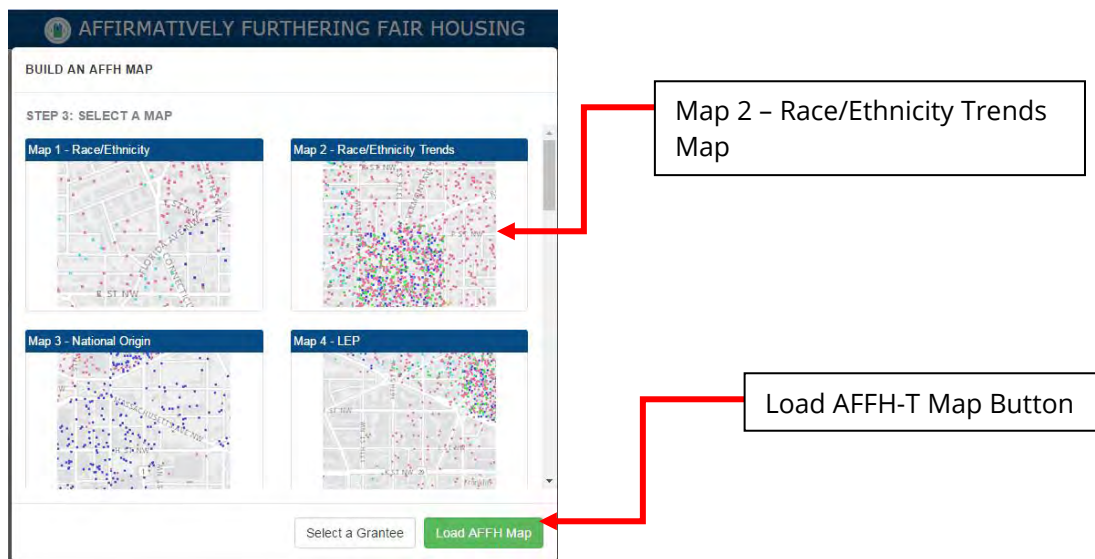 AFFIRMATIVELY FURTHERING FAIR HOUSING
BUILD AN AFFH MAP
STEP 3: SELECT A MAP
Map 1 - Race/Ethnicity
Map 2 - Race/Ethnicity Trends
Map 3 - National Origin
Map 4 - LEP
Select a Grantee
Load AFFH Map
Map 2 – Race/Ethnicity Trends
Map
Load AFFH-T Map Button